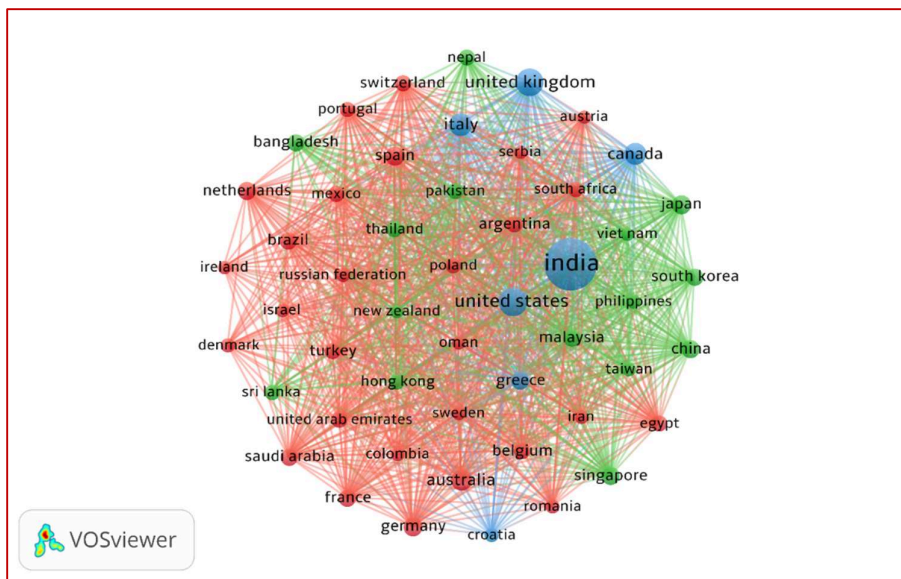 nepal
united kingdom
switzerland
portugal
italy
austria
bangladesh
spain
serbia
canada
netherlands
mexico
pakistan
south africa
japan
brazil
thailand
argentina
viet nam
ireland
russian federation
poland
india
south korea
israel
new zealand
united states
philippines
denmark
turkey
oman
malaysia
china
sri lanka
hong kong
greece
taiwan
united arab emirates
sweden
iran
egypt
saudi arabia
colombia
belgium
singapore
france
australia
romania
germany
croatia
VOSviewer